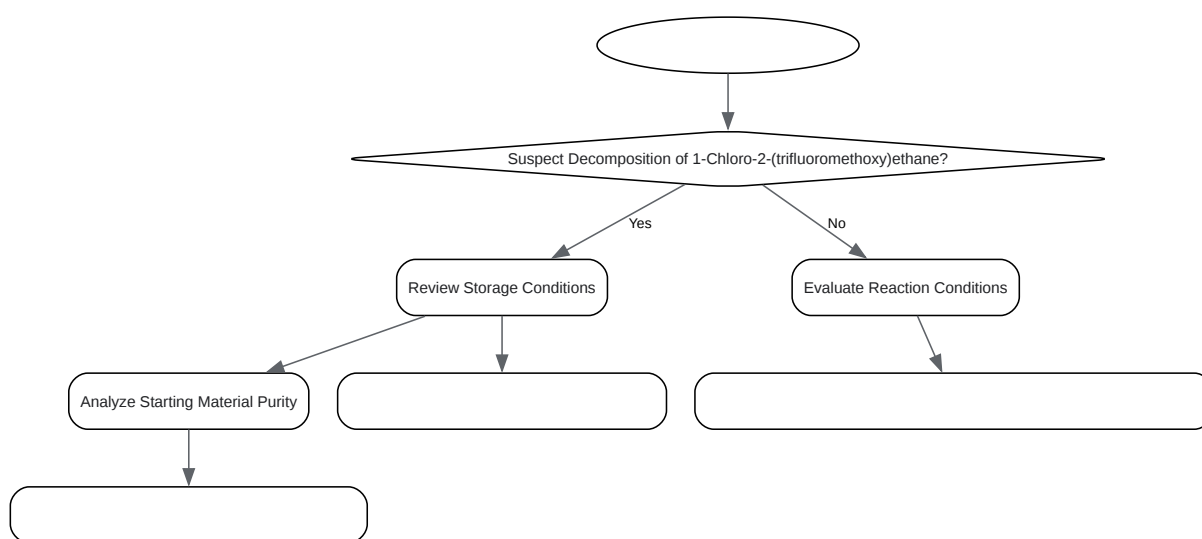 Suspect Decomposition of 1-Chloro-2-(trifluoromethoxy)ethane?
Yes
No
Review Storage Conditions
Evaluate Reaction Conditions
Analyze Starting Material Purity